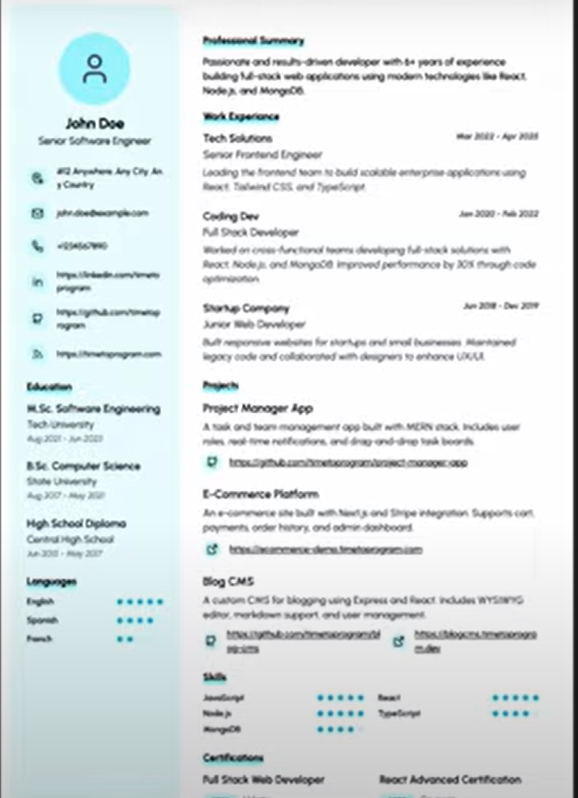 John Doe
Senior Software Engineer
#12 Anywhere, Any City, An
y Country
john.doe@example.com
+1234567890
https://linkedin.com/timeto
program
https://github.com/timetop
rogram
https://timetoprogram.com
Education
M.Sc. Software Engineering
Tech University
Aug 2021 - Jun 2023
B.Sc. Computer Science
State University
Aug 2017 - May 2021
High School Diploma
Central High School
Jun 2015 - May 2017
Languages
English
Spanish
French
Professional Summary
Passionate and results-driven developer with 6+ years of experience
building full-stack web applications using modern technologies like React,
Node.js, and MongoDB.
Work Experience
Tech Solutions
Mar 2022 - Apr 2025
Senior Frontend Engineer
Leading the frontend team to build scalable enterprise applications using
React, Tailwind CSS, and TypeScript.
Coding Dev
Jan 2020 - Feb 2022
Full Stack Developer
Worked on cross-functional teams developing full-stack solutions with
React, Node.js, and MongoDB. Improved performance by 30% through code
optimization.
Startup Company
Jun 2018 - Dec 2019
Junior Web Developer
Built responsive websites for startups and small businesses. Maintained
legacy code and collaborated with designers to enhance UX/UI.
Projects
Project Manager App
A task and team management app built with MERN stack. Includes user
roles, real-time notifications, and drag-and-drop task boards.
https://github.com/timetoprogram/project-manager-app
E-Commerce Platform
An e-commerce site built with Next.js and Stripe integration. Supports cart,
payments, order history, and admin dashboard.
https://ecommerce-demo.timetoprogram.com
Blog CMS
A custom CMS for blogging using Express and React. Includes WYSIWYG
editor, markdown support, and user management.
https://github.com/timetoprogram/bl
og-cms
https://blogcms.timetoprogra
m.dev
Skills
JavaScript
React
Node.js
TypeScript
MongoDB
Certifications
Full Stack Web Developer
React Advanced Certification